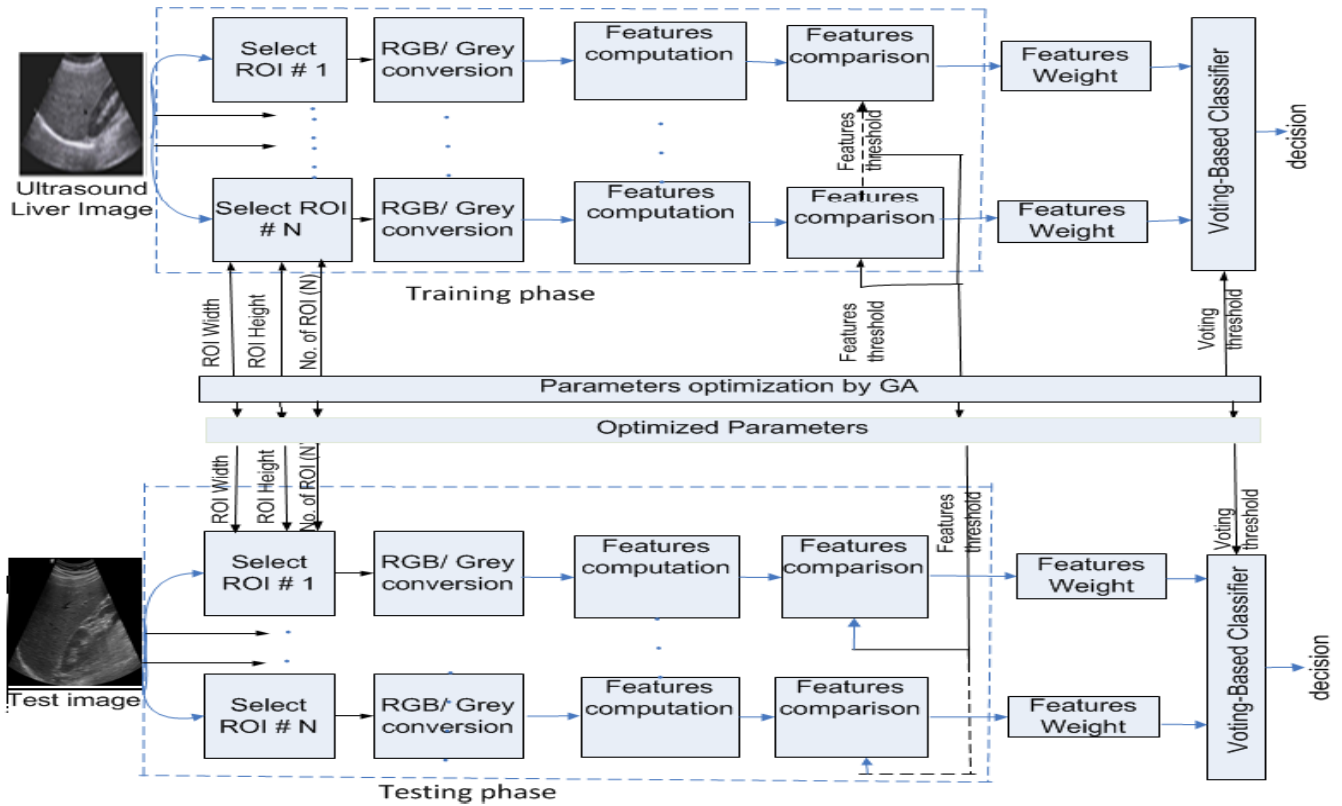 Select
ROI # 1
RGB/ Grey
conversion
Features
computation
Features
comparison
Features
Weight
Ultrasound
Liver Image
Select ROI
# N
RGB/ Grey
conversion
Features
computation
Features
threshold
Features
comparison
Features
Weight
Voting-Based Classifier
decision
Training phase
ROI Width
ROI Height
No. of ROI (N)
Features
threshold
Voting
threshold
Parameters optimization by GA
Optimized Parameters
ROI Width
ROI Height
No. of ROI (N)
Features
threshold
Voting
threshold
Select
ROI # 1
RGB/ Grey
conversion
Features
computation
Features
comparison
Features
Weight
Test image
Select
ROI # N
RGB/ Grey
conversion
Features
computation
Features
comparison
Features
Weight
Voting-Based Classifier
decision
Testing phase